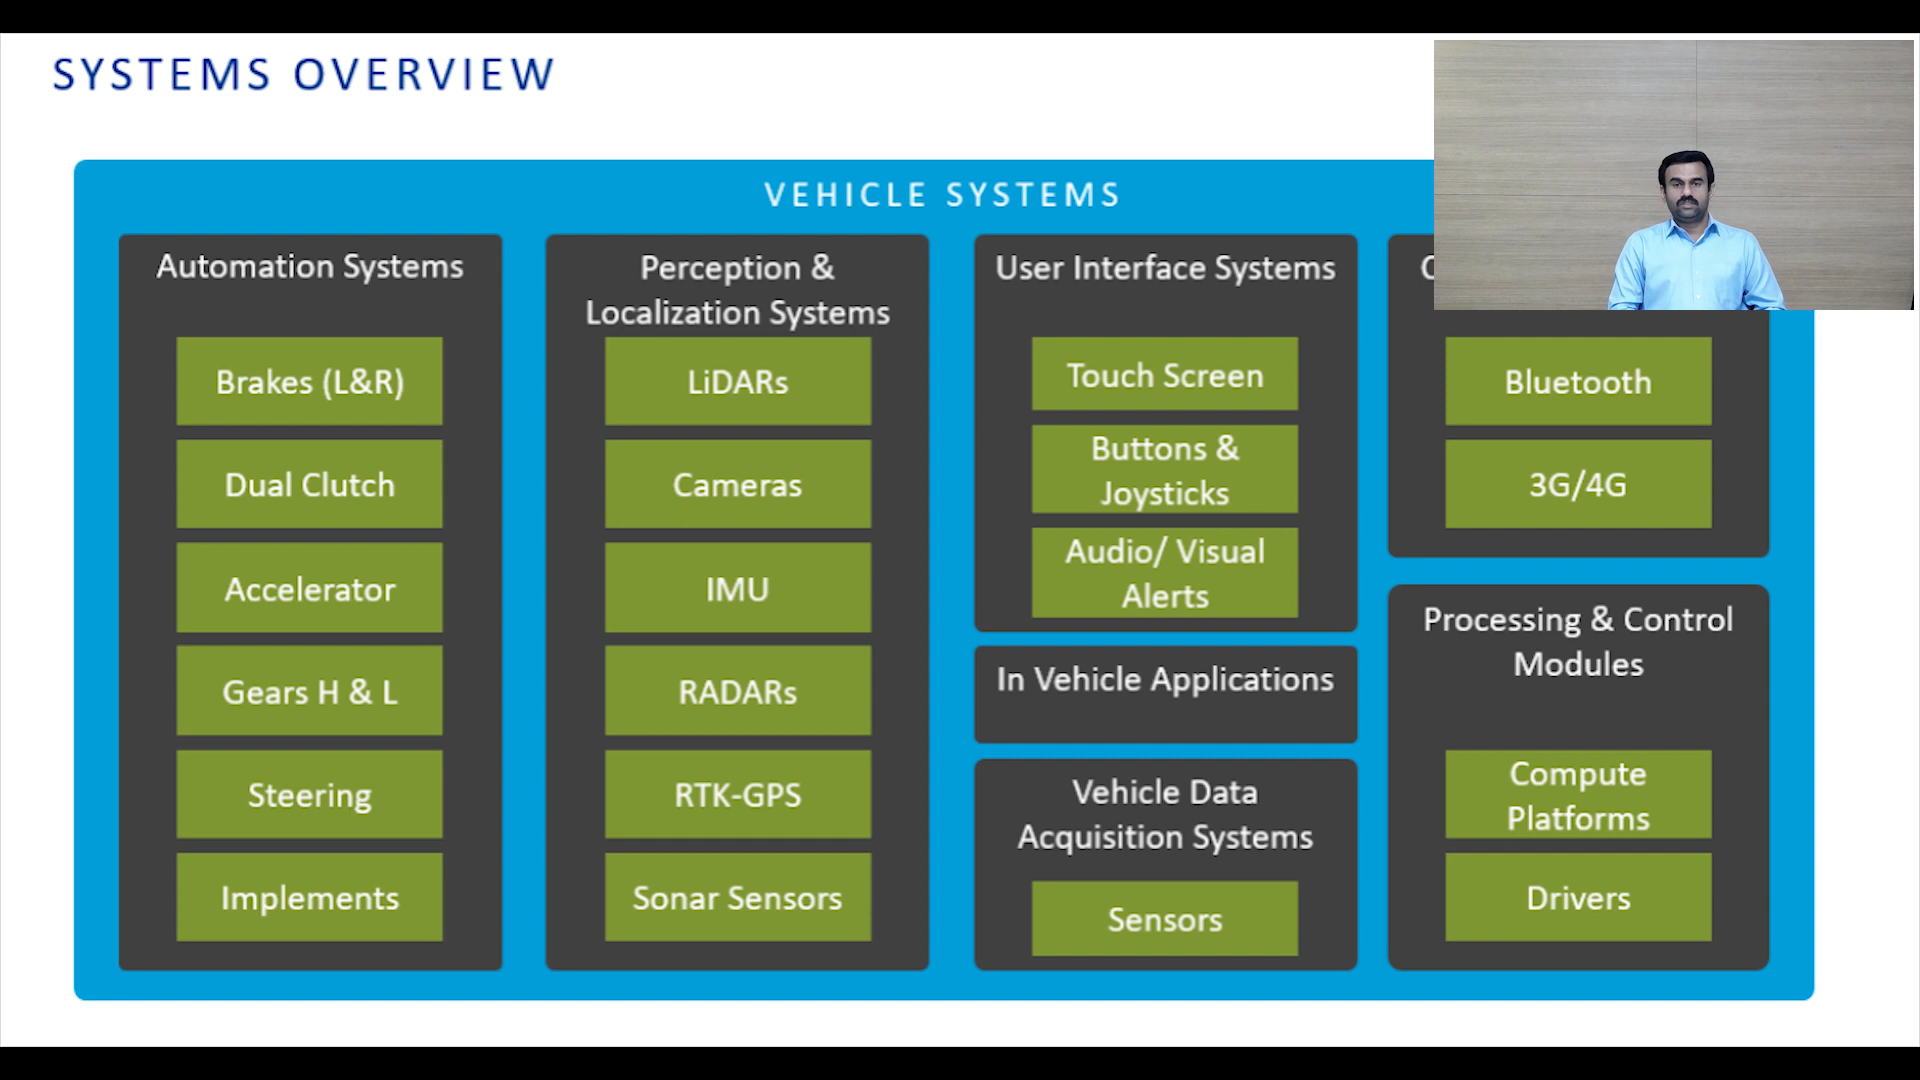 SYSTEMS OVERVIEW
VEHICLE SYSTEMS
Automation Systems
Brakes (L&R)
Dual Clutch
Accelerator
Gears H & L
Steering
Implements
Perception &
Localization Systems
LiDARs
Cameras
IMU
RADARs
RTK-GPS
Sonar Sensors
User Interface Systems
Touch Screen
Buttons &
Joysticks
Audio/ Visual
Alerts
In Vehicle Applications
Vehicle Data
Acquisition Systems
Sensors
Bluetooth
3G/4G
Processing & Control
Modules
Compute
Platforms
Drivers